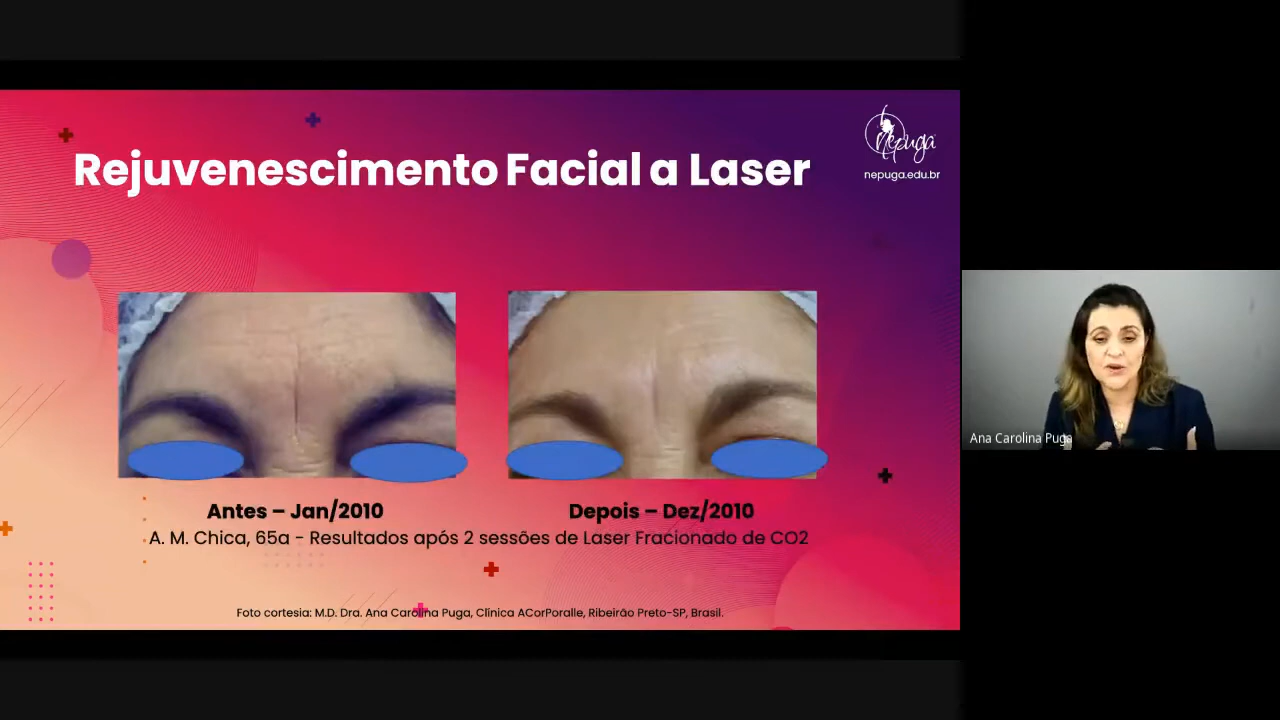 Rejuvenescimento Facial a Laser
nepuga
nepuga.edu.br
Antes – Jan/2010
Depois – Dez/2010
A. M. Chica, 65a - Resultados após 2 sessões de Laser Fracionado de CO2
Foto cortesia: M.D. Dra. Ana Carolina Puga, Clínica ACorPoralle, Ribeirão Preto-SP, Brasil.
Ana Carolina Puga